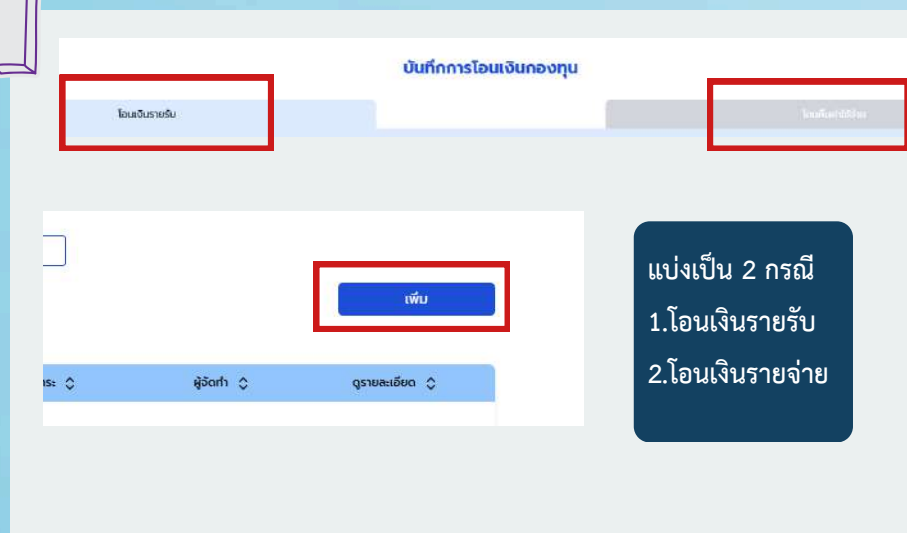 บันทึกการโอนเงินกองทุน
โอนเงินรายรับ
เพิ่ม
ระ ผู้จัดทำ ดูรายละเอียด
แบ่งเป็น 2 กรณี
1.โอนเงินรายรับ
2.โอนเงินรายจ่าย